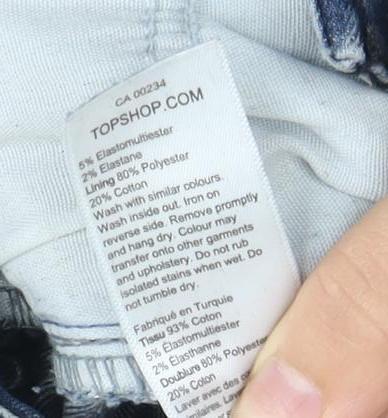 CA 00234
TOPSHOP.COM
5% Elastomultiester
2% Elastane
Lining 80% Polyester
20% Cotton
Wash with similar colours.
Wash inside out. Iron on
reverse side. Remove promptly
and hang dry. Colour may
transfer onto other garments
and upholstery. Do not rub
isolated stains when wet. Do
not tumble dry.
Fabriqué en Turquie
Tissu 93% Coton
5% Elastomultiester
2% Elasthanne
Doublure 80% Polyester
20% Coton
Laver avec des